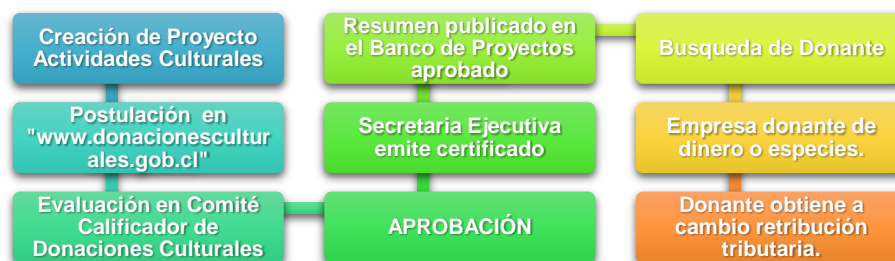 Creación de Proyecto
Actividades Culturales
Postulación en
"www.donacionescultur
ales.gob.cl"
Evaluación en Comité
Calificador de
Donaciones Culturales
APROBACIÓN
Secretaria Ejecutiva
emite certificado
Resumen publicado en
el Banco de Proyectos
aprobado
Busqueda de Donante
Empresa donante de
dinero o especies.
Donante obtiene a
cambio retribución
tributaria.